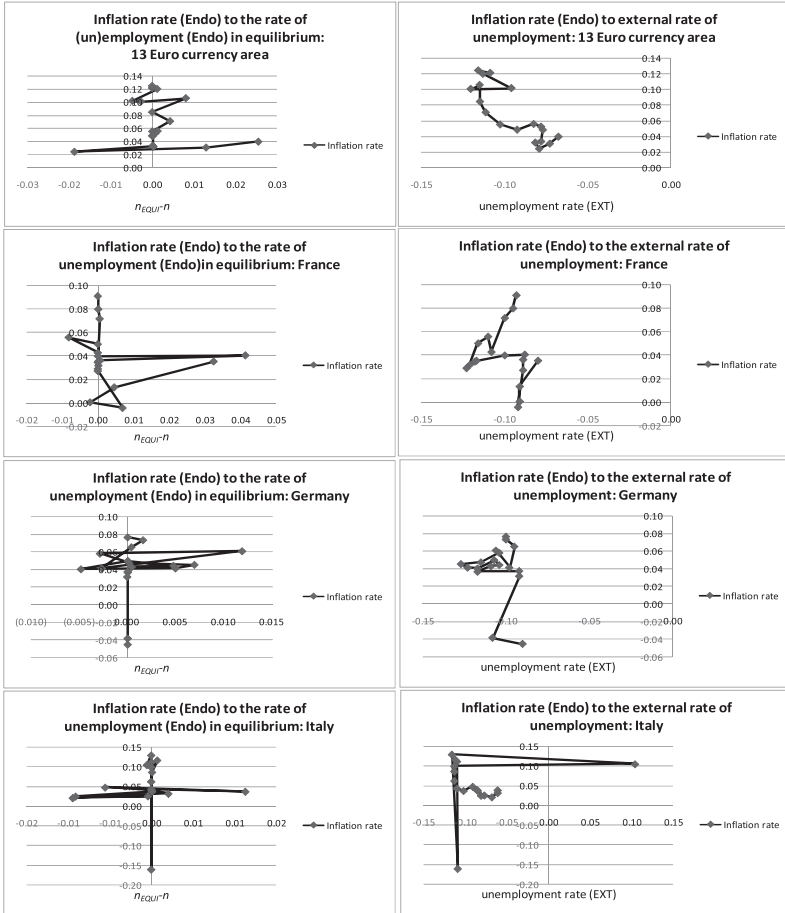 Inflation rate (Endo) to the rate of
(un)employment (Endo) in equilibrium:
13 Euro currency area
0.14
0.12
0.10
0.08
0.06
0.04
0.02
0.00
-0.03 -0.02 -0.01 0.00 0.01 0.02 0.03
Inflation rate
nEQUI-n
Inflation rate (Endo) to external rate of
unemployment: 13 Euro currency area
0.14
0.12
0.10
0.08
0.06
0.04
0.02
0.00
-0.15 -0.10 -0.05 0.00
Inflation rate
unemployment rate (EXT)
Inflation rate (Endo) to the rate of
unemployment (Endo)in equilibrium: France
0.10
0.08
0.06
0.04
0.02
0.00
-0.02
-0.02 -0.01 0.00 0.01 0.02 0.03 0.04 0.05
Inflation rate
nEQUI-n
Inflation rate (Endo) to the external rate of
unemployment: France
0.10
0.08
0.06
0.04
0.02
0.00
-0.02
-0.15 -0.10 -0.05 0.00
Inflation rate
unemployment rate (EXT)
Inflation rate (Endo) to the rate of
unemployment (Endo) in equilibrium: Germany
0.10
0.08
0.06
0.04
0.02
0.00
-0.02
-0.04
-0.06
(0.010) (0.005) 0.000 0.005 0.010 0.015
Inflation rate
nEQUI-n
Inflation rate (Endo) to the external rate of
unemployment: Germany
0.10
0.08
0.06
0.04
0.02
0.00
-0.02
-0.04
-0.06
-0.15 -0.10 -0.05 0.00
Inflation rate
unemployment rate (EXT)
Inflation rate (Endo) to the rate of
unemployment (Endo) in equilibrium: Italy
0.15
0.10
0.05
0.00
-0.05
-0.10
-0.15
-0.20
-0.02 -0.01 -0.01 0.00 0.01 0.01 0.02
Inflation rate
nEQUI-n
Inflation rate (Endo) to the external rate of
unemployment: Italy
0.15
0.10
0.05
0.00
-0.05
-0.10
-0.15
-0.20
-0.15 -0.10 -0.05 0.00 0.05 0.10 0.15
Inflation rate
unemployment rate (EXT)